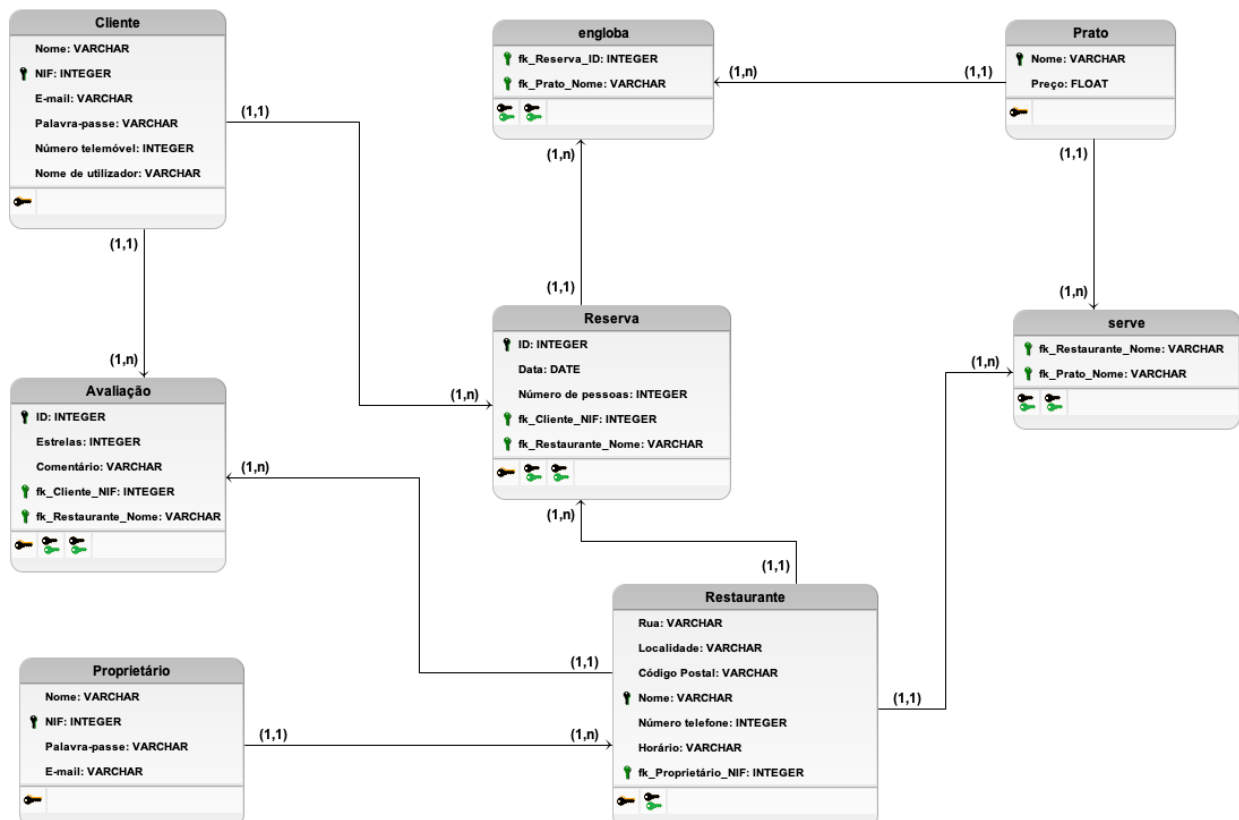 Cliente
Nome: VARCHAR
NIF: INTEGER
E-mail: VARCHAR
Palavra-passe: VARCHAR
Número telemóvel: INTEGER
Nome de utilizador: VARCHAR
engloba
fk_Reserva_ID: INTEGER
fk_Prato_Nome: VARCHAR
Prato
Nome: VARCHAR
Preço: FLOAT
(1,n)
(1,1)
(1,1)
(1,n)
(1,1)
(1,1)
(1,n)
(1,1)
(1,n)
(1,n)
(1,n)
(1,n)
Reserva
ID: INTEGER
Data: DATE
Número de pessoas: INTEGER
fk_Cliente_NIF: INTEGER
fk_Restaurante_Nome: VARCHAR
serve
fk_Restaurante_Nome: VARCHAR
fk_Prato_Nome: VARCHAR
Avaliação
ID: INTEGER
Estrelas: INTEGER
Comentário: VARCHAR
fk_Cliente_NIF: INTEGER
fk_Restaurante_Nome: VARCHAR
(1,n)
(1,n)
(1,1)
(1,1)
(1,1)
Restaurante
Rua: VARCHAR
Localidade: VARCHAR
Código Postal: VARCHAR
Nome: VARCHAR
Número telefone: INTEGER
Horário: VARCHAR
fk_Proprietário_NIF: INTEGER
Proprietário
Nome: VARCHAR
NIF: INTEGER
Palavra-passe: VARCHAR
E-mail: VARCHAR
(1,1)
(1,n)